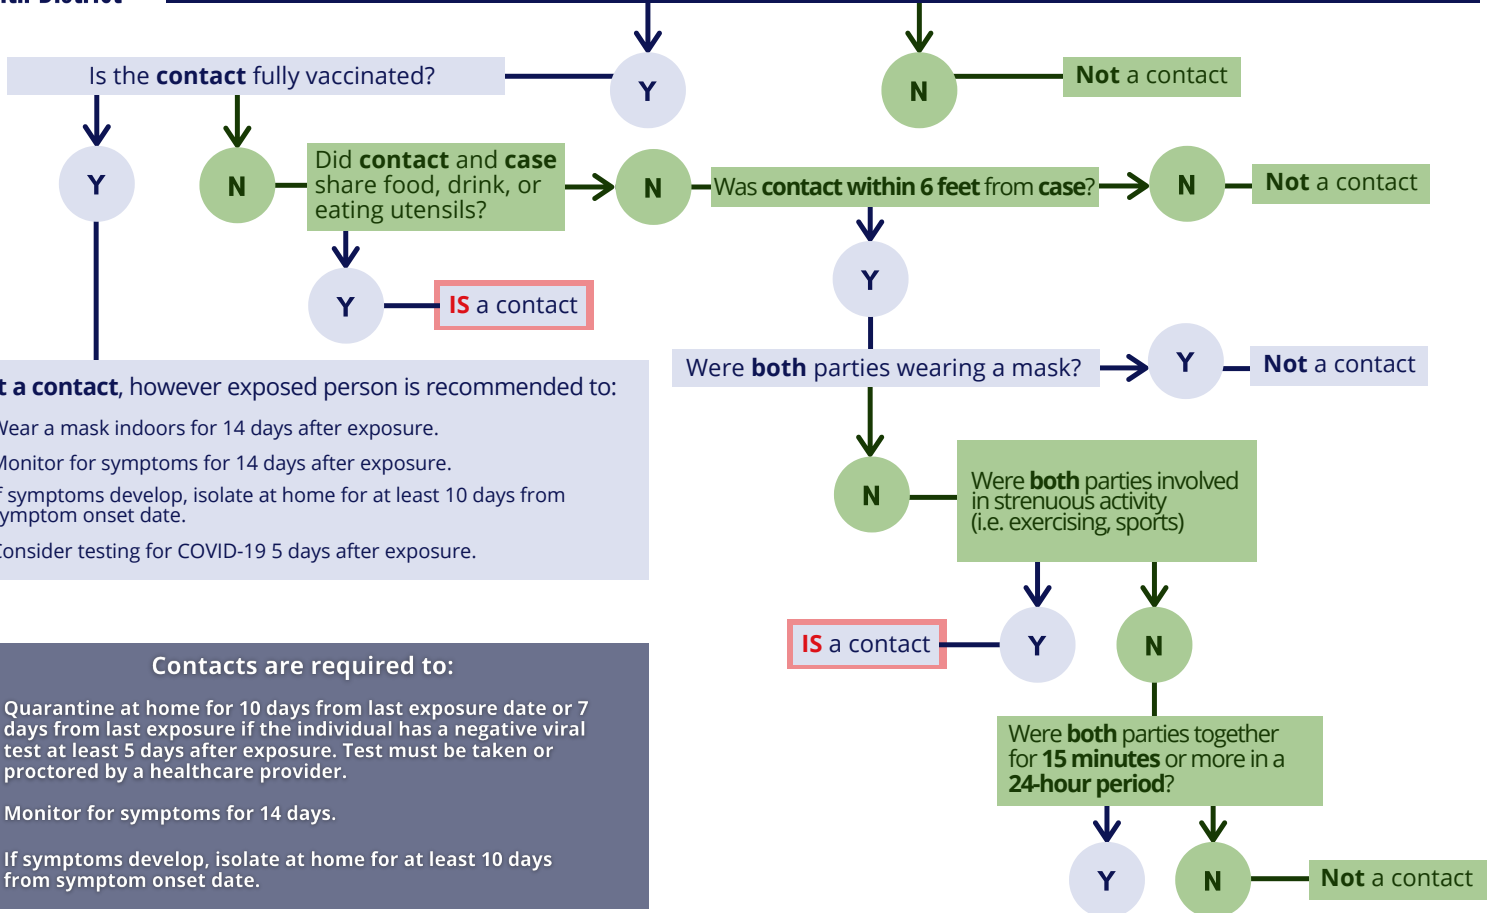 District
Is the contact fully vaccinated?
Y
N
Not a contact
Y
N
Did contact and case
share food, drink, or
eating utensils?
N
Was contact within 6 feet from case?
N
Not a contact
Y
IS a contact
Y
Were both parties wearing a mask?
Y
Not a contact
a contact, however exposed person is recommended to:
Wear a mask indoors for 14 days after exposure.
Monitor for symptoms for 14 days after exposure.
symptoms develop, isolate at home for at least 10 days from
symptom onset date.
Consider testing for COVID-19 5 days after exposure.
N
Were both parties involved
in strenuous activity
(i.e. exercising, sports)
IS a contact
Y
N
Were both parties together
for 15 minutes or more in a
24-hour period?
Y
N
Not a contact
Contacts are required to:
Quarantine at home for 10 days from last exposure date or 7
days from last exposure if the individual has a negative viral
test at least 5 days after exposure. Test must be taken or
proctored by a healthcare provider.
Monitor for symptoms for 14 days.
If symptoms develop, isolate at home for at least 10 days
from symptom onset date.